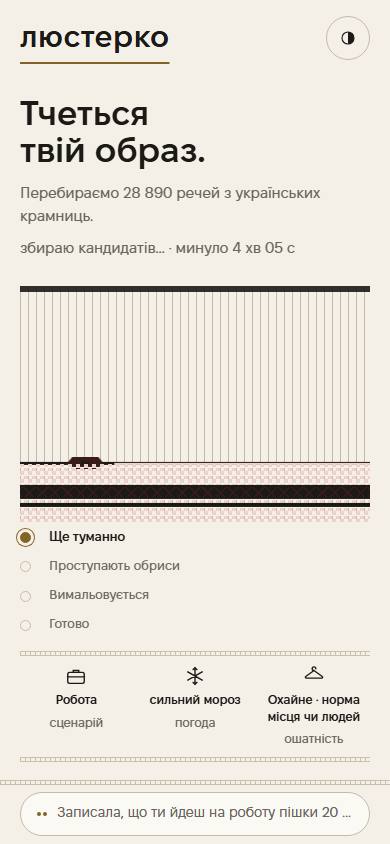 люстерко
Тчеться
твій образ.
Перебираємо 28 890 речей з українських
крамниць.
збираю кандидатів... · минуло 4 хв 05 с
Ще туманно
Проступають обриси
Вимальовується
Готово
Робота
сценарій
сильний мороз
погода
Охайне · норма
місця чи людей
ошатність
Записала, що ти йдеш на роботу пішки 20 ...